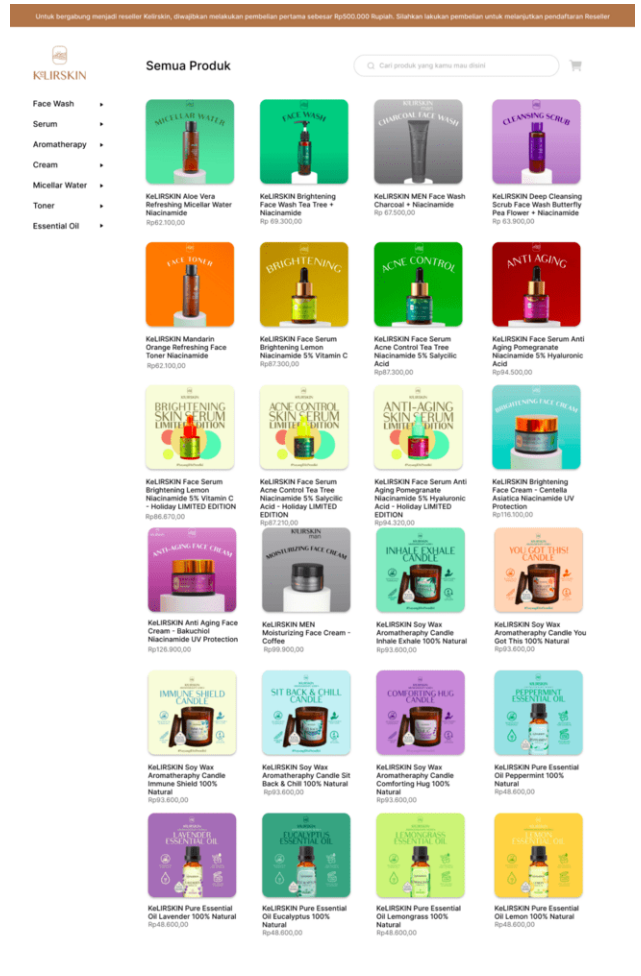 Untuk bergabung menjadi reseller Kelirskin, diwajibkan melakukan pembelian pertama sebesar Rp500.000 Rupiah. Silahkan lakukan pembelian untuk melanjutkan pendaftaran Reseller
KELIRSKIN
Semua Produk
Cari produk yang kamu mau disini
Face Wash
Serum
Aromatherapy
Cream
Micellar Water
Toner
Essential Oil
MICELLAR WATER
FACE WASH
KELIRSKIN
man
CHARCOAL FACE WASH
CLEANSING SCRUB
KeLIRSKIN Aloe Vera
Refreshing Micellar Water
Niacinamide
Rp62.100,00
KeLIRSKIN Brightening
Face Wash Tea Tree +
Niacinamide
Rp 69.300,00
KeLIRSKIN MEN Face Wash
Charcoal + Niacinamide
Rp 67.500,00
KeLIRSKIN Deep Cleansing
Scrub Face Wash Butterfly
Pea Flower + Niacinamide
Rp 63.900,00
FACE TONER
BRIGHTENING
ACNE CONTROL
ANTI AGING
KeLIRSKIN Mandarin
Orange Refreshing Face
Toner Niacinamide
Rp62.100,00
KeLIRSKIN Face Serum
Brightening Lemon
Niacinamide 5% Vitamin C
Rp87.300,00
KeLIRSKIN Face Serum
Acne Control Tea Tree
Niacinamide 5% Salycilic
Acid
Rp87.300,00
KeLIRSKIN Face Serum Anti
Aging Pomegranate
Niacinamide 5% Hyaluronic
Acid
Rp94.500,00
KELIRSKIN
BRIGHTENING
SKIN SERUM
LIMITED EDITION
KELIRSKIN
ACNE CONTROL
SKIN SERUM
LIMITED EDITION
KELIRSKIN
ANTI-AGING
SKIN SERUM
LIMITED EDITION
BRIGHTENING FACE CREAM
KeLIRSKIN Face Serum
Brightening Lemon
Niacinamide 5% Vitamin C
- Holiday LIMITED EDITION
Rp86.670,00
KeLIRSKIN Face Serum
Acne Control Tea Tree
Niacinamide 5% Salycilic
Acid - Holiday LIMITED
EDITION
Rp87.210,00
KeLIRSKIN Face Serum Anti
Aging Pomegranate
Niacinamide 5% Hyaluronic
Acid - Holiday LIMITED
EDITION
Rp94.320,00
KeLIRSKIN Brightening
Face Cream - Centella
Asiatica Niacinamide UV
Protection
Rp116.100,00
ANTI-AGING FACE CREAM
KELIRSKIN
man
MOISTURIZING FACE CREAM
KELIRSKIN
INHALE EXHALE
CANDLE
KELIRSKIN
YOU GOT THIS!
CANDLE
KeLIRSKIN Anti Aging Face
Cream - Bakuchiol
Niacinamide UV Protection
Rp126.900,00
KeLIRSKIN MEN
Moisturizing Face Cream -
Coffee
Rp99.900,00
KeLIRSKIN Soy Wax
Aromatheraphy Candle
Inhale Exhale 100% Natural
Rp93.600,00
KeLIRSKIN Soy Wax
Aromatheraphy Candle You
Got This 100% Natural
Rp93.600,00
KELIRSKIN
IMMUNE SHIELD
CANDLE
KELIRSKIN
SIT BACK & CHILL
CANDLE
KELIRSKIN
COMFORTING HUG
CANDLE
KELIRSKIN
PEPPERMINT
ESSENTIAL OIL
KeLIRSKIN Soy Wax
Aromatheraphy Candle
Immune Shield 100%
Natural
Rp93.600,00
KeLIRSKIN Soy Wax
Aromatheraphy Candle Sit
Back & Chill 100% Natural
Rp93.600,00
KeLIRSKIN Soy Wax
Aromatheraphy Candle
Comforting Hug 100%
Natural
Rp93.600,00
KeLIRSKIN Pure Essential
Oil Peppermint 100%
Natural
Rp48.600,00
KELIRSKIN
LAVENDER
ESSENTIAL OIL
KELIRSKIN
EUCALYPTUS
ESSENTIAL OIL
KELIRSKIN
LEMONGRASS
ESSENTIAL OIL
KELIRSKIN
LEMON
ESSENTIAL OIL
KeLIRSKIN Pure Essential
Oil Lavender 100% Natural
Rp48.600,00
KeLIRSKIN Pure Essential
Oil Eucalyptus 100%
Natural
Rp48.600,00
KeLIRSKIN Pure Essential
Oil Lemongrass 100%
Natural
Rp48.600,00
KeLIRSKIN Pure Essential
Oil Lemon 100% Natural
Rp48.600,00